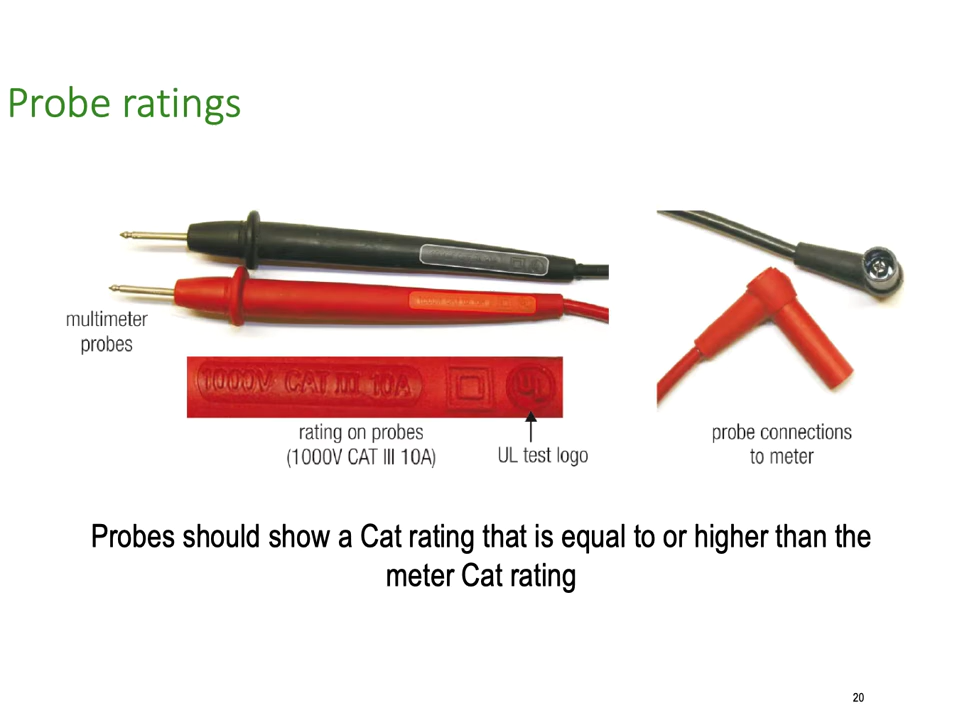 Probe ratings
multimeter
probes
1000V CAT III 10A
UL
rating on probes
(1000V CAT III 10A)
UL test logo
probe connections
to meter
Probes should show a Cat rating that is equal to or higher than the
meter Cat rating
20